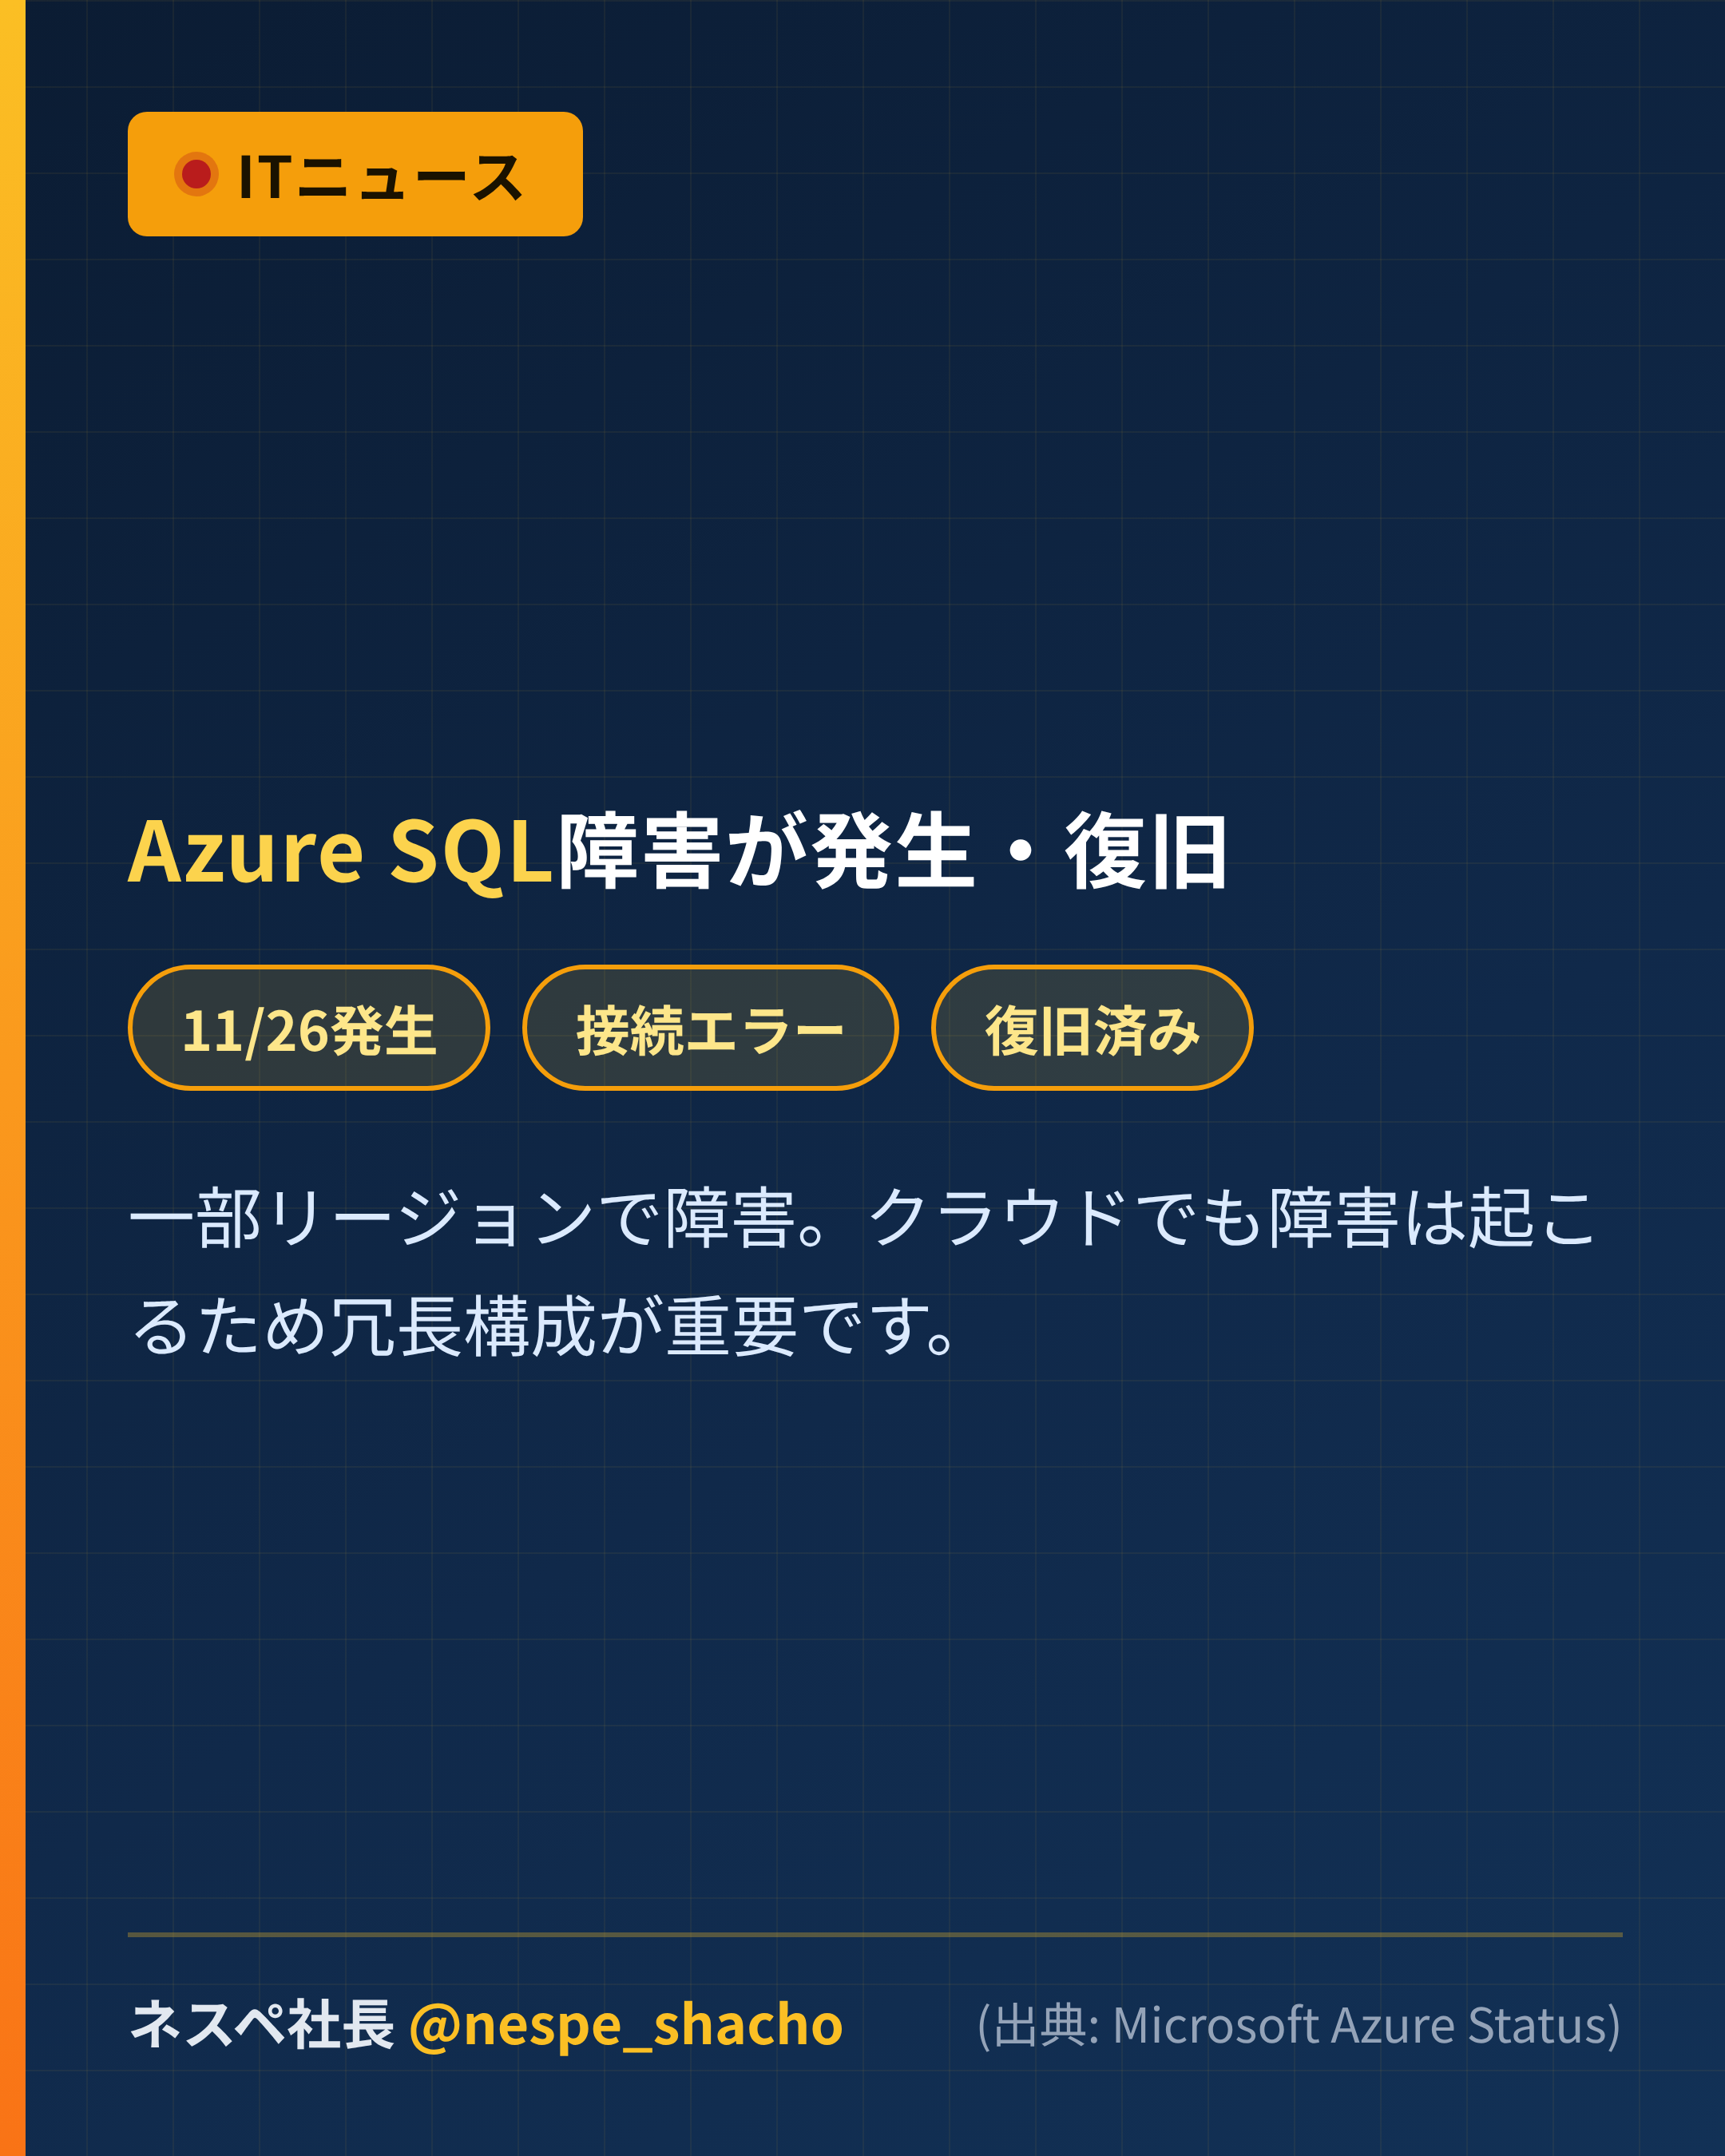 ITニュース
Azure SQL障害が発生・復旧
11/26発生 接続エラー 復旧済み
一部リージョンで障害。クラウドでも障害は起こ
るため冗長構成が重要です。
ネスペ社長 @nespe_shacho (出典: Microsoft Azure Status)